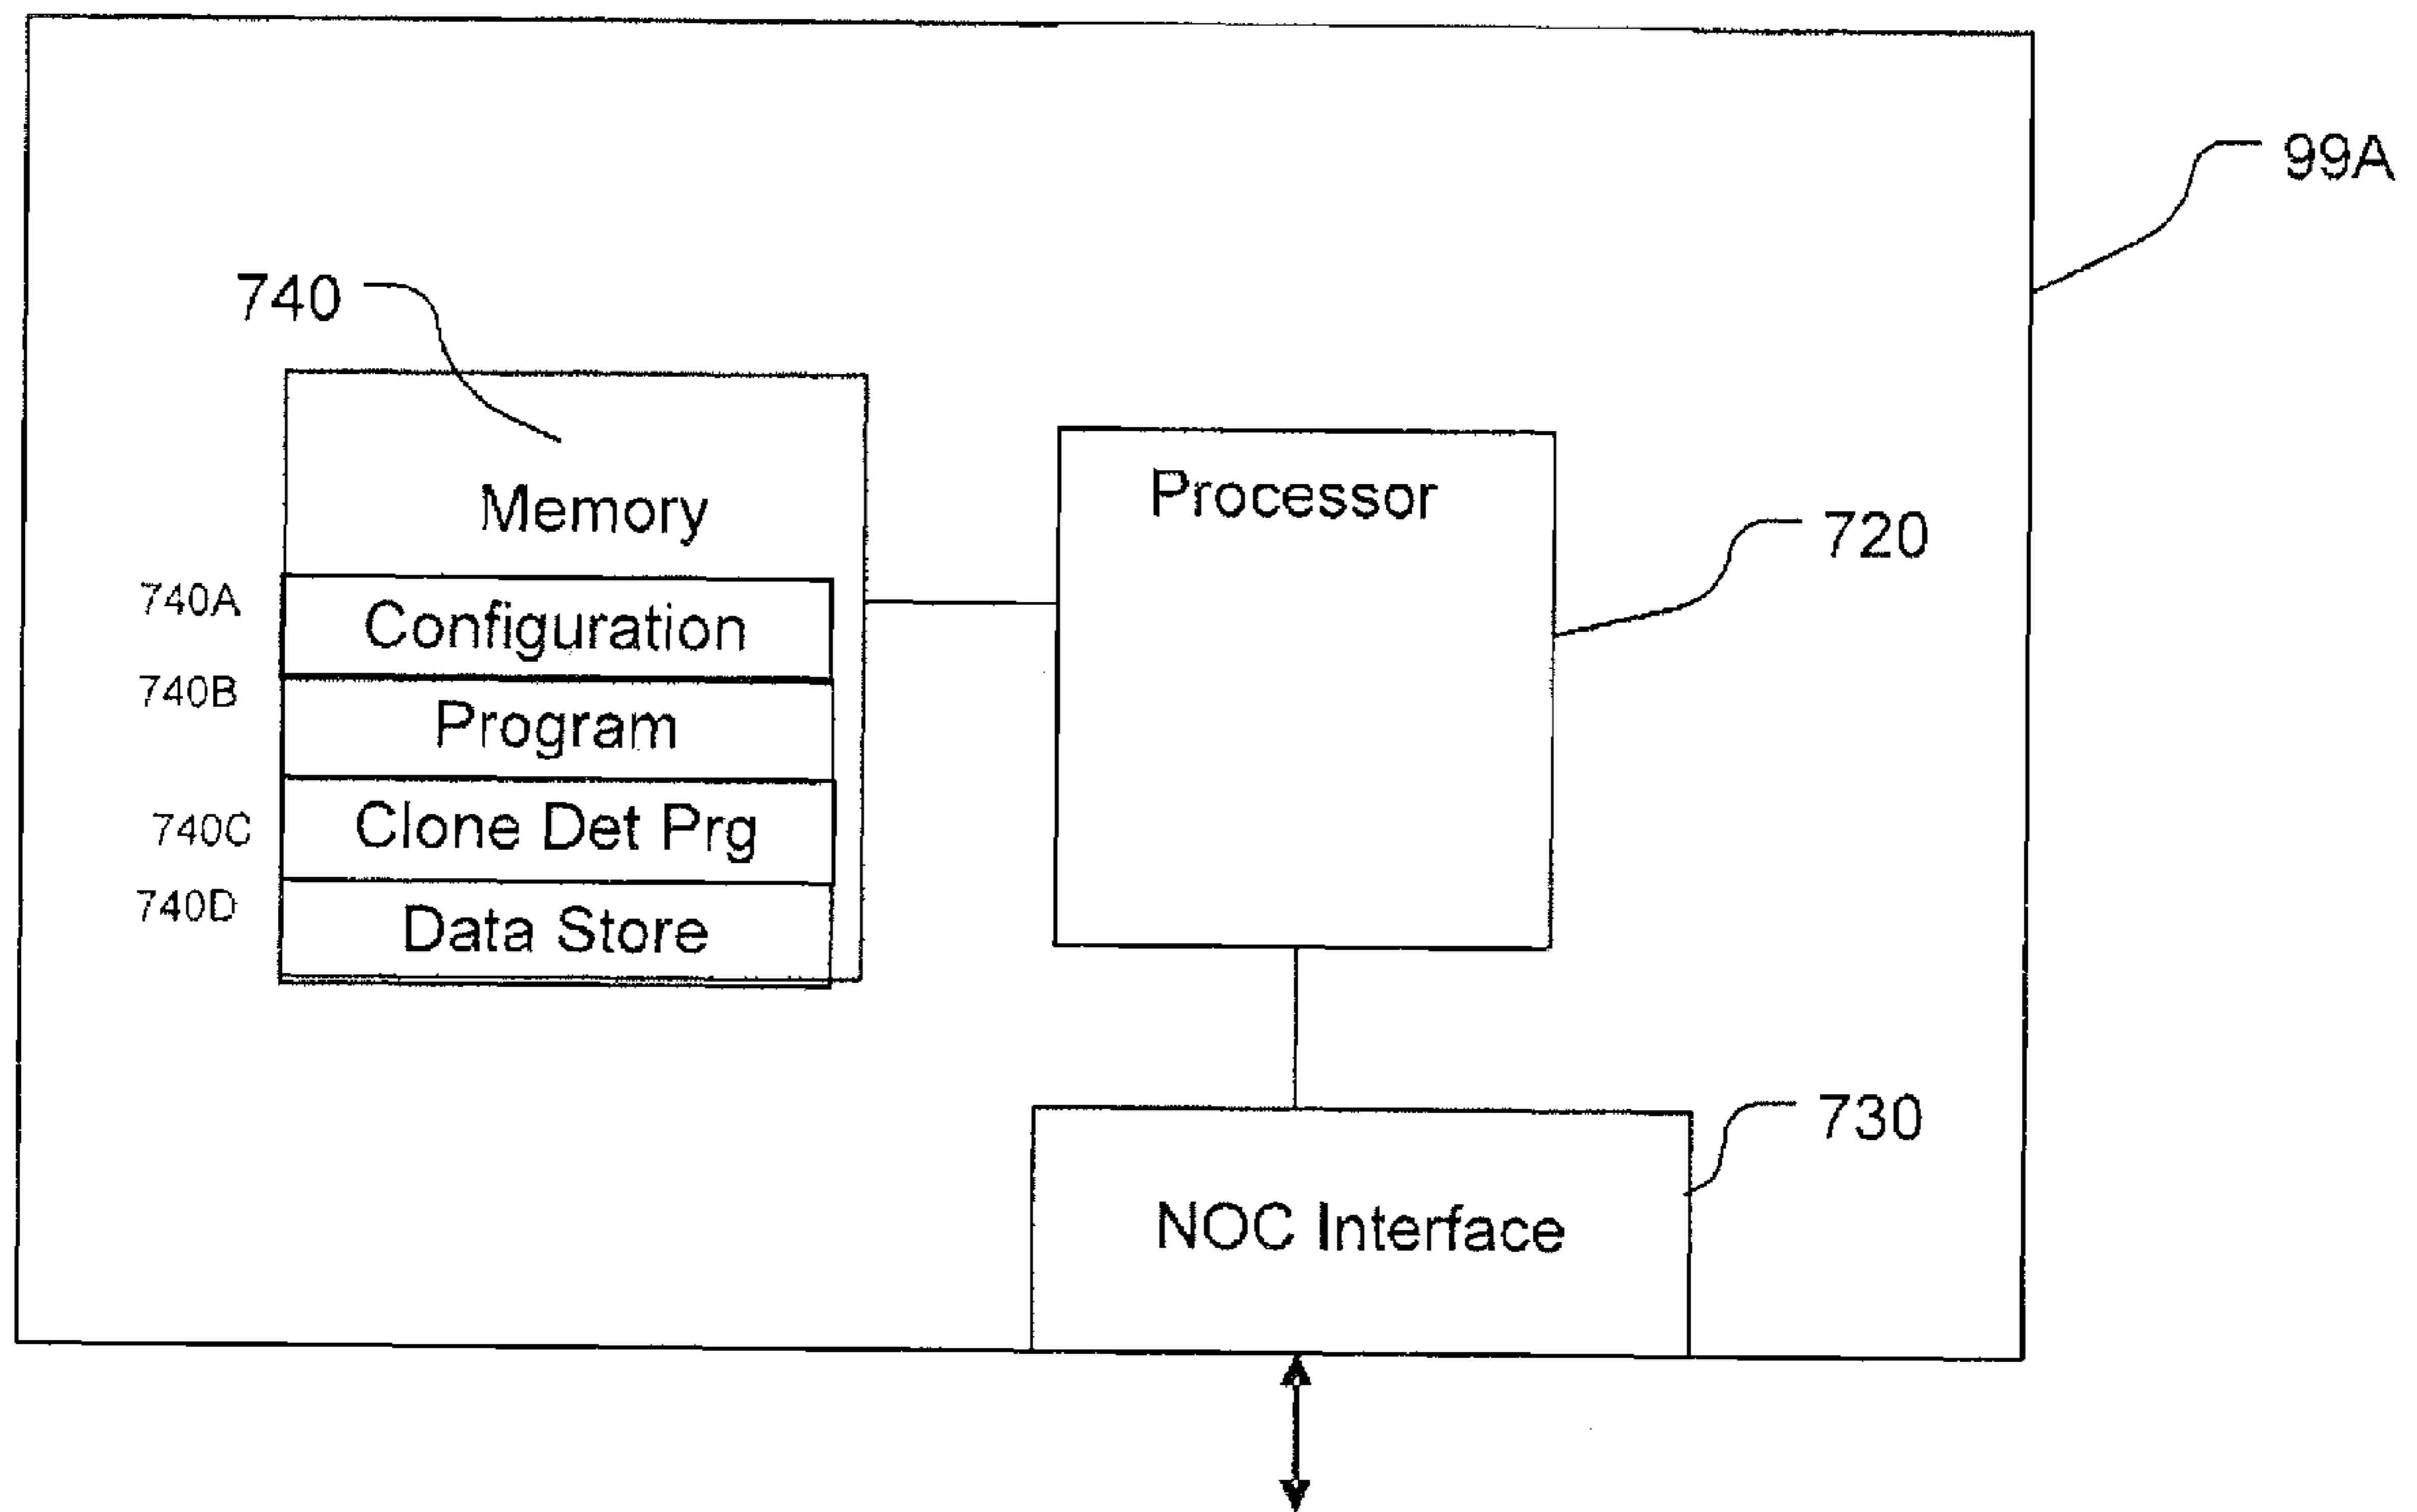 99A
740
Memory
Processor
720
740A
Configuration
740B
Program
740C
Clone Det Prg
740D
Data Store
730
NOC Interface